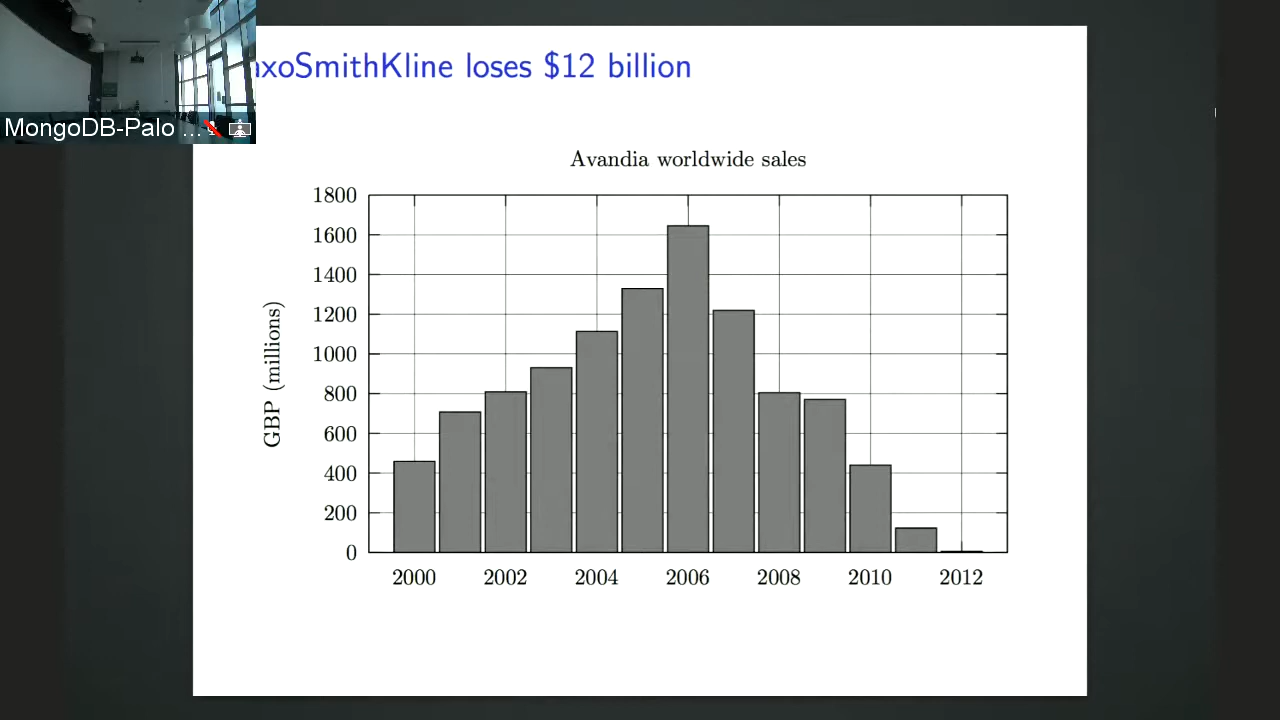 axoSmithKline loses $12 billion
MongoDB-Palo ...
Avandia worldwide sales
GBP (millions)
1800
1600
1400
1200
1000
800
600
400
200
0
2000 2002 2004 2006 2008 2010 2012